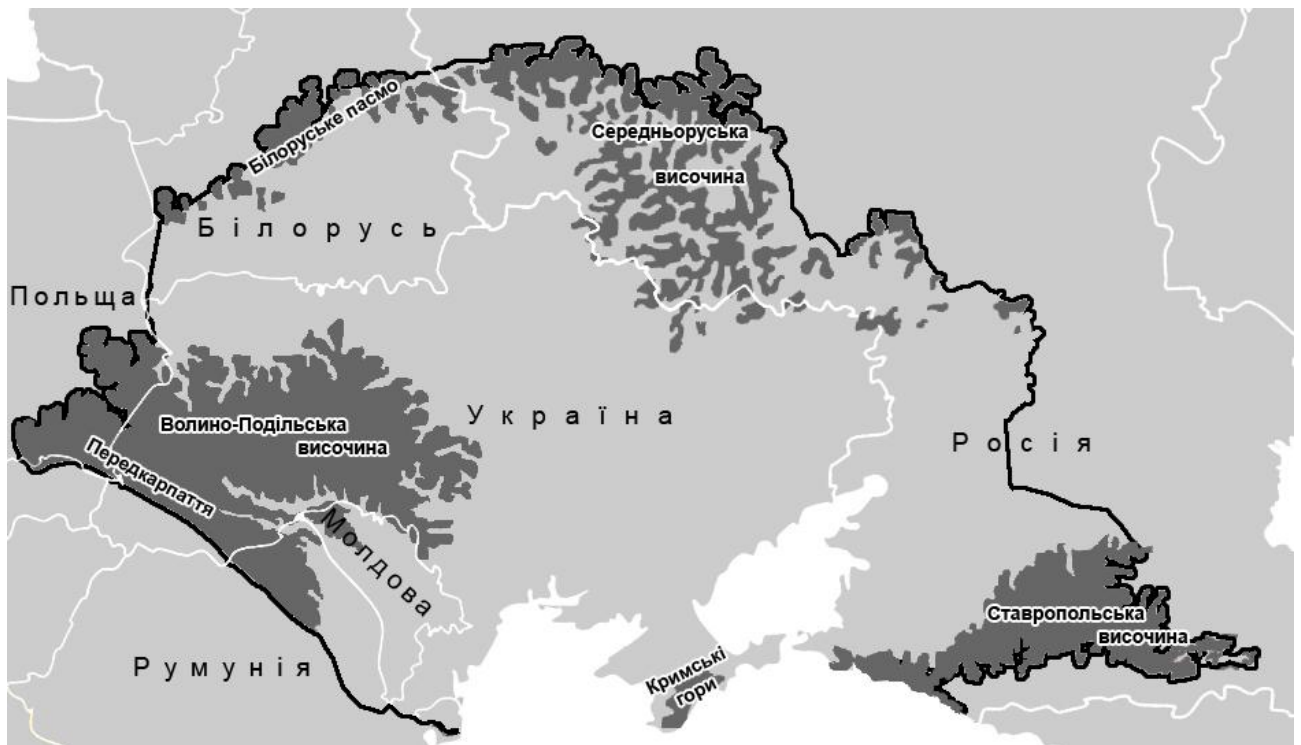 Білоруське пасмо
Середньоруська
височина
Білорусь
Польща
Україна
Волино-Подільська
височина
Росія
Передкарпаття
Молдова
Ставропольська
височина
Румунія
Кримські
гори